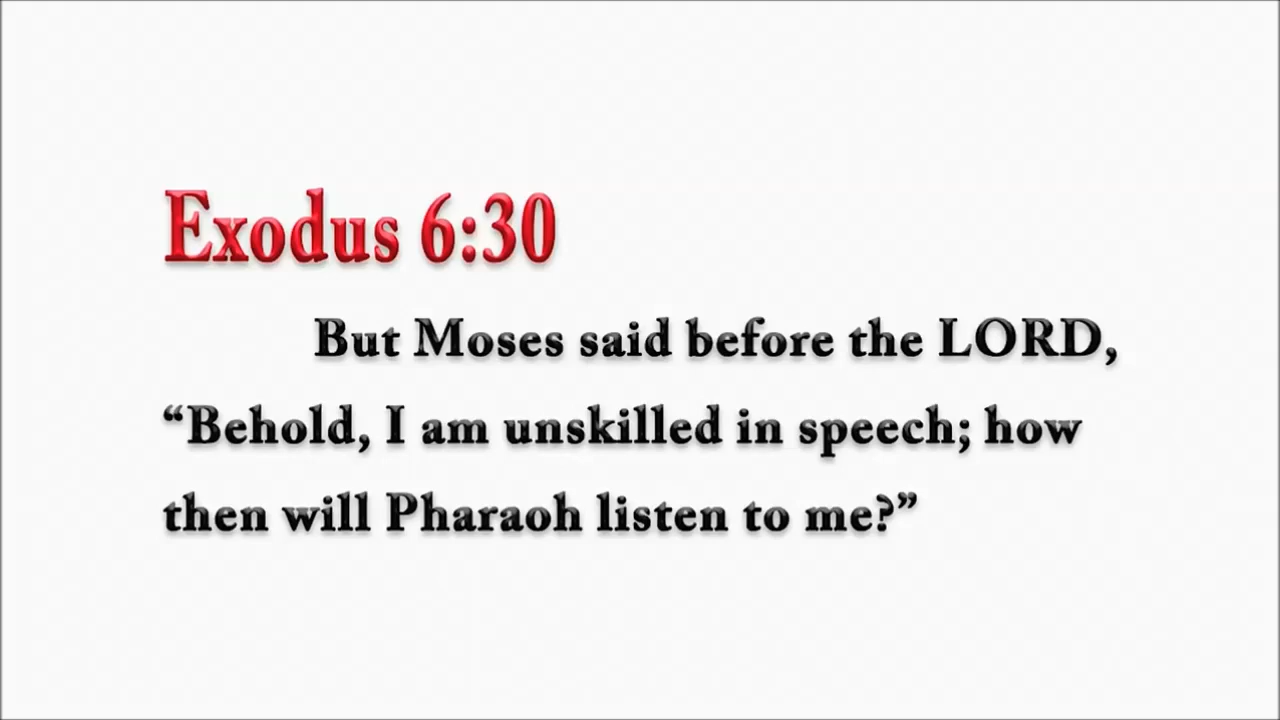 Exodus 6:30
But Moses said before the LORD,
“Behold, I am unskilled in speech; how
then will Pharaoh listen to me?”